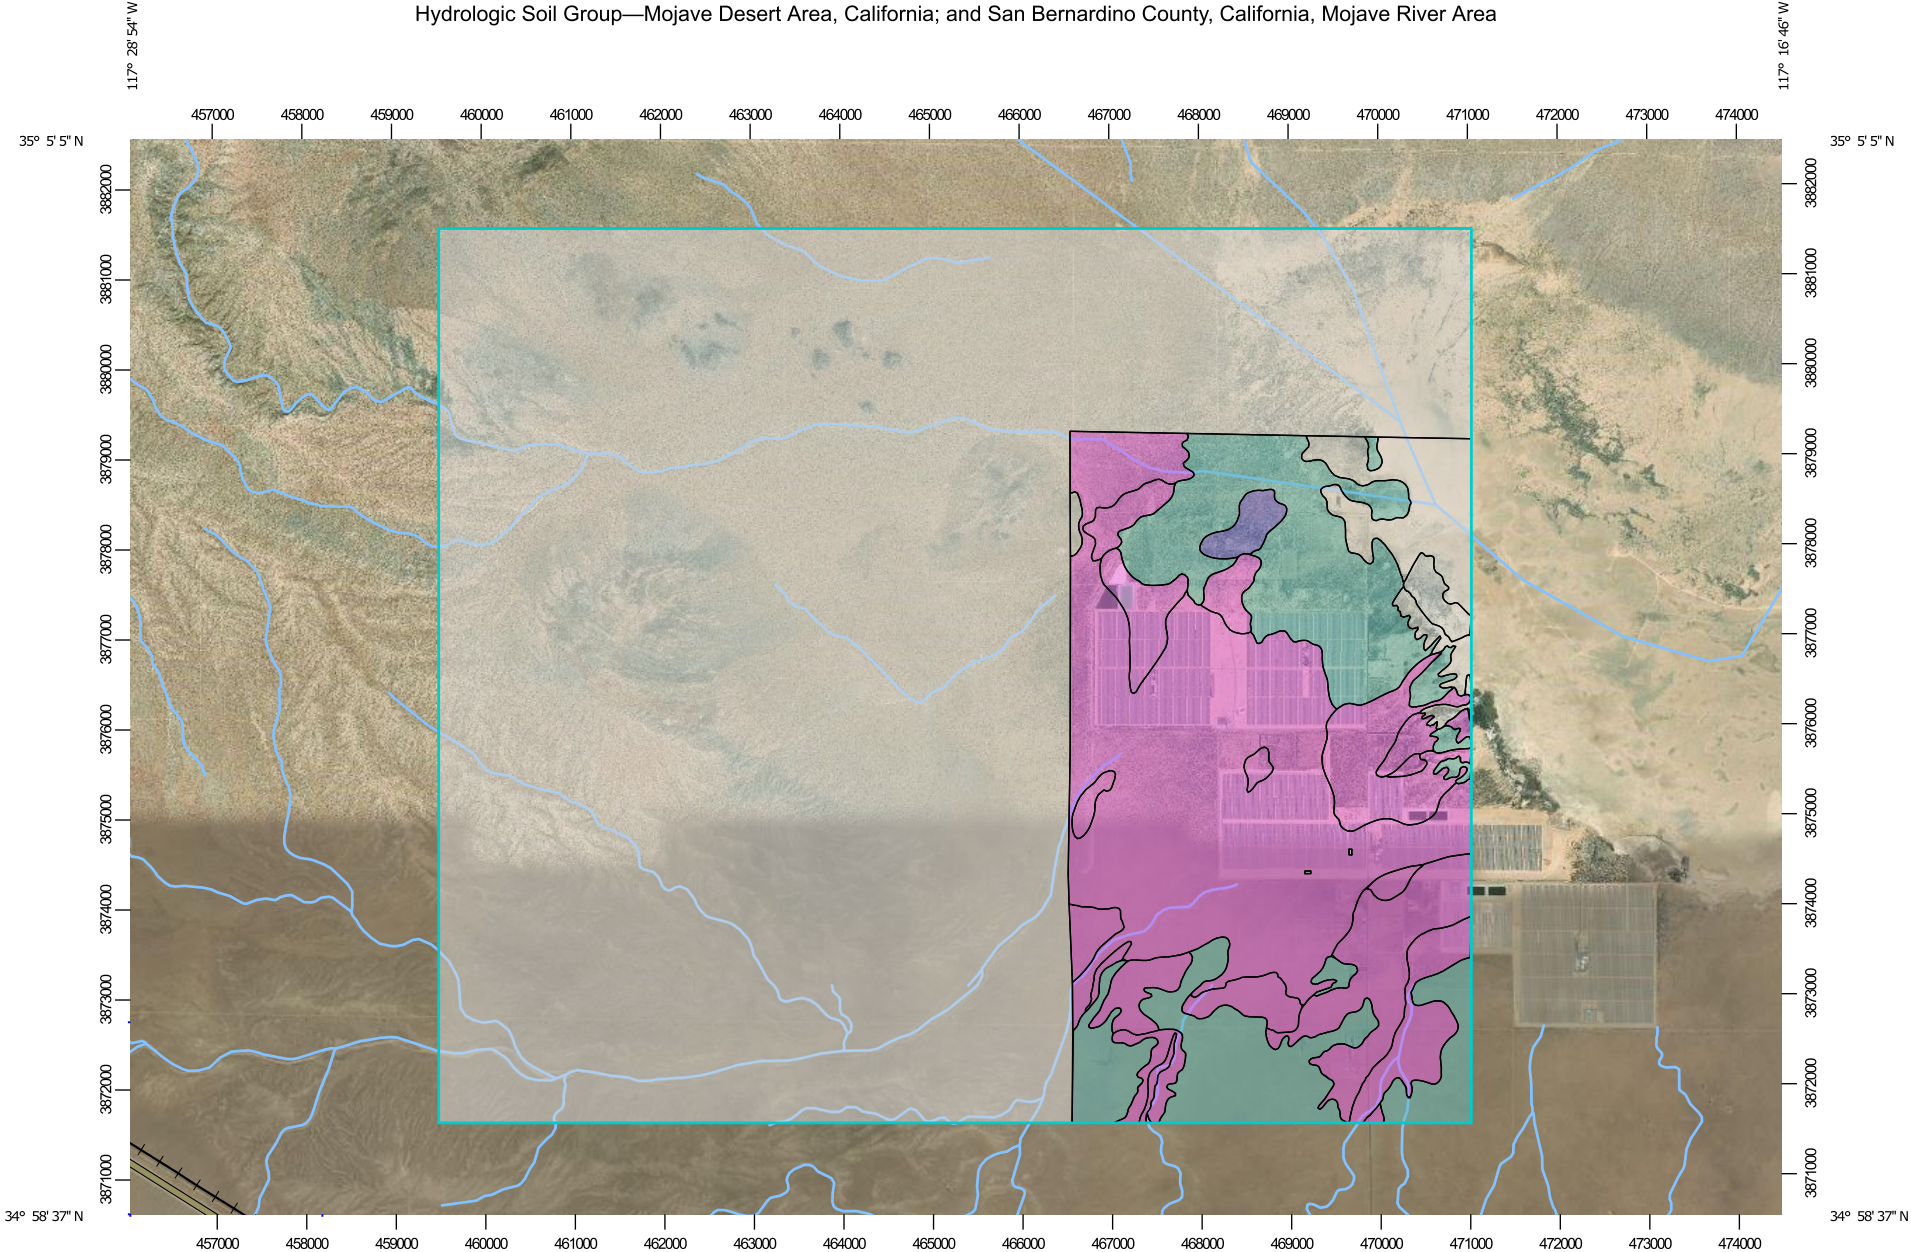 Hydrologic Soil Group—Mojave Desert Area, California; and San Bernardino County, California, Mojave River Area
117° 28' 54" W
117° 16' 46" W
457000 458000 459000 460000 461000 462000 463000 464000 465000 466000 467000 468000 469000 470000 471000 472000 473000 474000
35° 5' 5" N
35° 5' 5" N
3882000
3882000
3881000
3881000
3880000
3880000
3879000
3879000
3878000
3878000
3877000
3877000
3876000
3876000
3875000
3875000
3874000
3874000
3873000
3873000
3872000
3872000
3871000
3871000
34° 58' 37" N
34° 58' 37" N
457000 458000 459000 460000 461000 462000 463000 464000 465000 466000 467000 468000 469000 470000 471000 472000 473000 474000